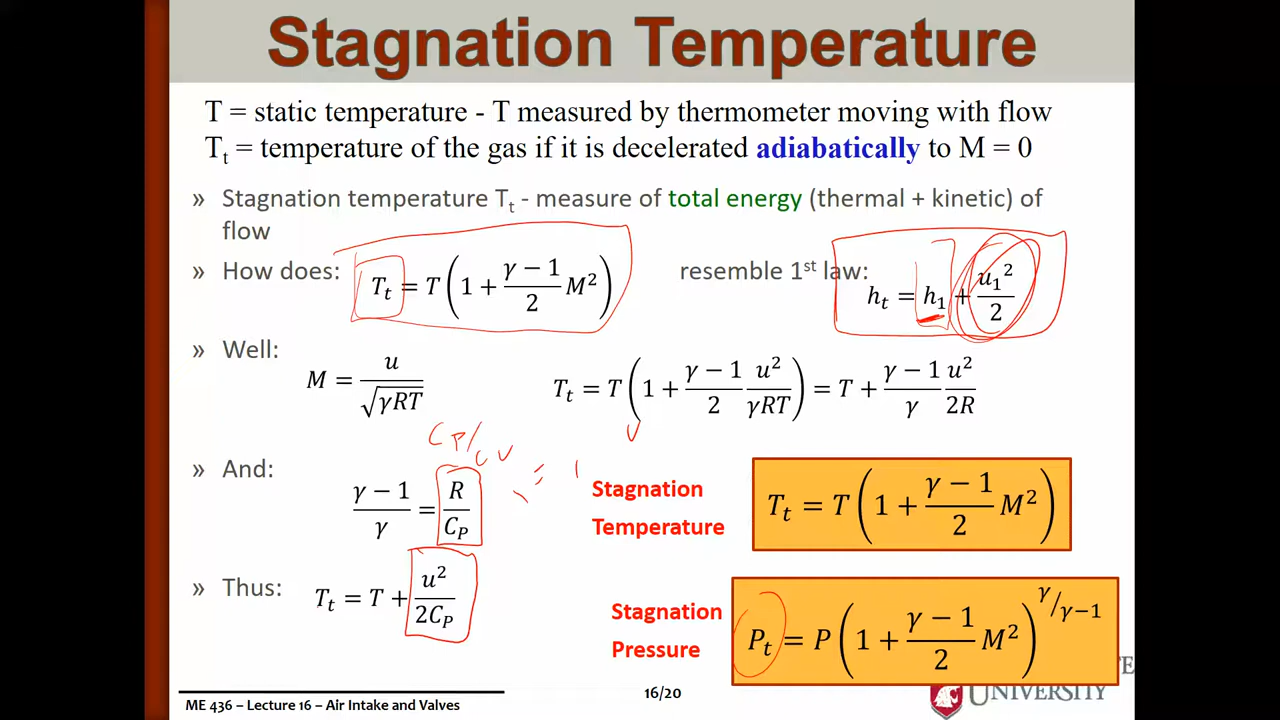 Stagnation Temperature
T = static temperature - T measured by thermometer moving with flow
Tₜ = temperature of the gas if it is decelerated adiabatically to M = 0
» Stagnation temperature Tₜ - measure of total energy (thermal + kinetic) of
flow
» How does: Tₜ = T(1 + (γ − 1)/2 M²) resemble 1st law: hₜ = h₁ + u₁²/2
» Well: M = u/√(γRT) Tₜ = T(1 + (γ − 1)/2 u²/(γRT)) = T + (γ − 1)/γ u²/(2R)
CP/CV
» And: (γ − 1)/γ = R/C_P
Stagnation
Temperature
Tₜ = T(1 + (γ − 1)/2 M²)
» Thus: Tₜ = T + u²/(2C_P)
Stagnation
Pressure
Pₜ = P(1 + (γ − 1)/2 M²)^(γ/γ−1)
UNIVERSITY
ME 436 – Lecture 16 – Air Intake and Valves
16/20